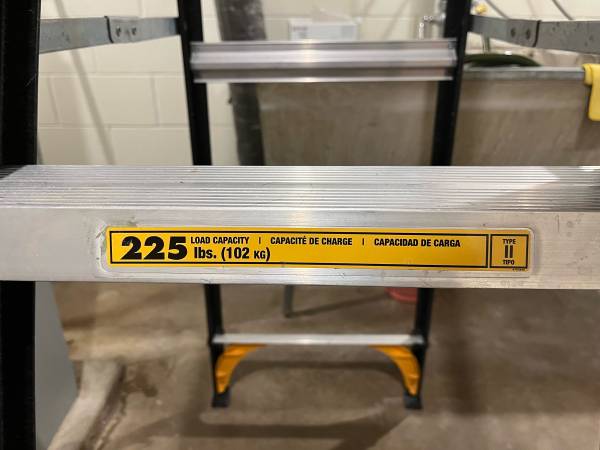 225 LOAD CAPACITY | CAPACITÉ DE CHARGE | CAPACIDAD DE CARGA
lbs. (102 KG)
TYPE
II
TIPO